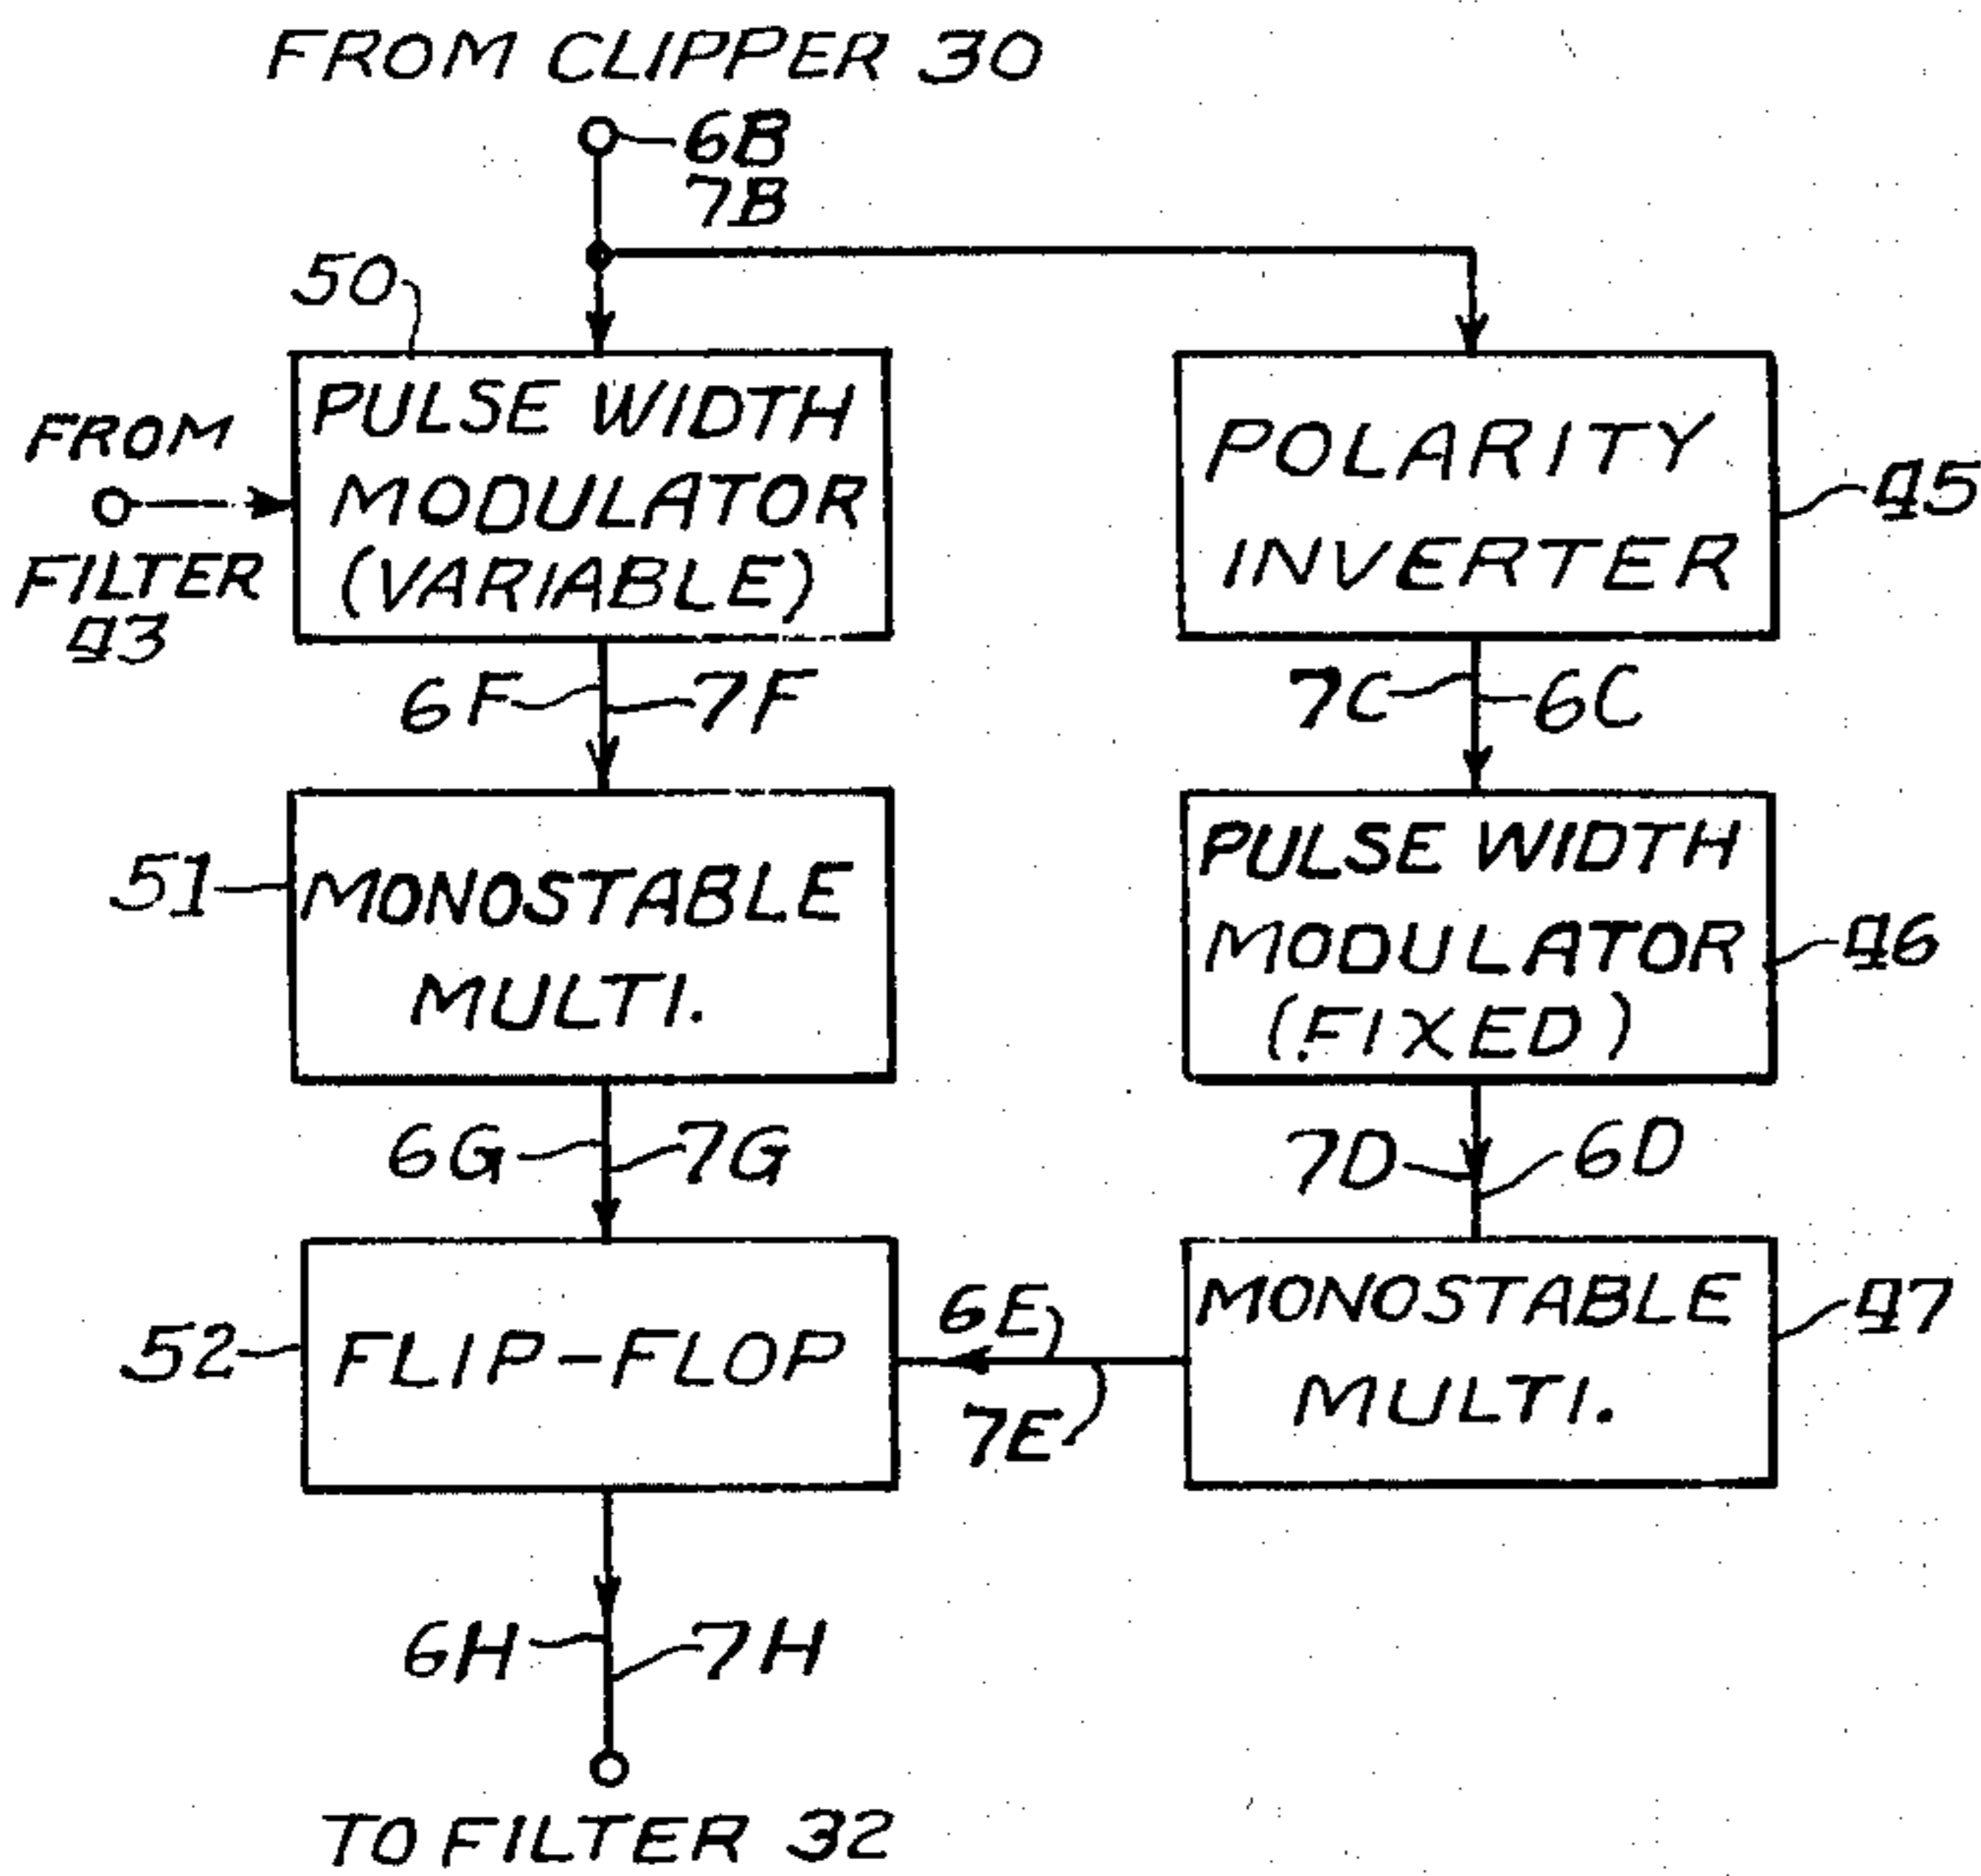 FROM CLIPPER 30
6B
7B
50
PULSE WIDTH
MODULATOR
(VARIABLE)
FROM
FILTER
43
POLARITY
INVERTER
45
6F
7F
7C
6C
51
MONOSTABLE
MULTI.
PULSE WIDTH
MODULATOR
(FIXED)
46
6G
7G
7D
6D
52
FLIP-FLOP
6E
7E
MONOSTABLE
MULTI.
47
6H
7H
TO FILTER 32